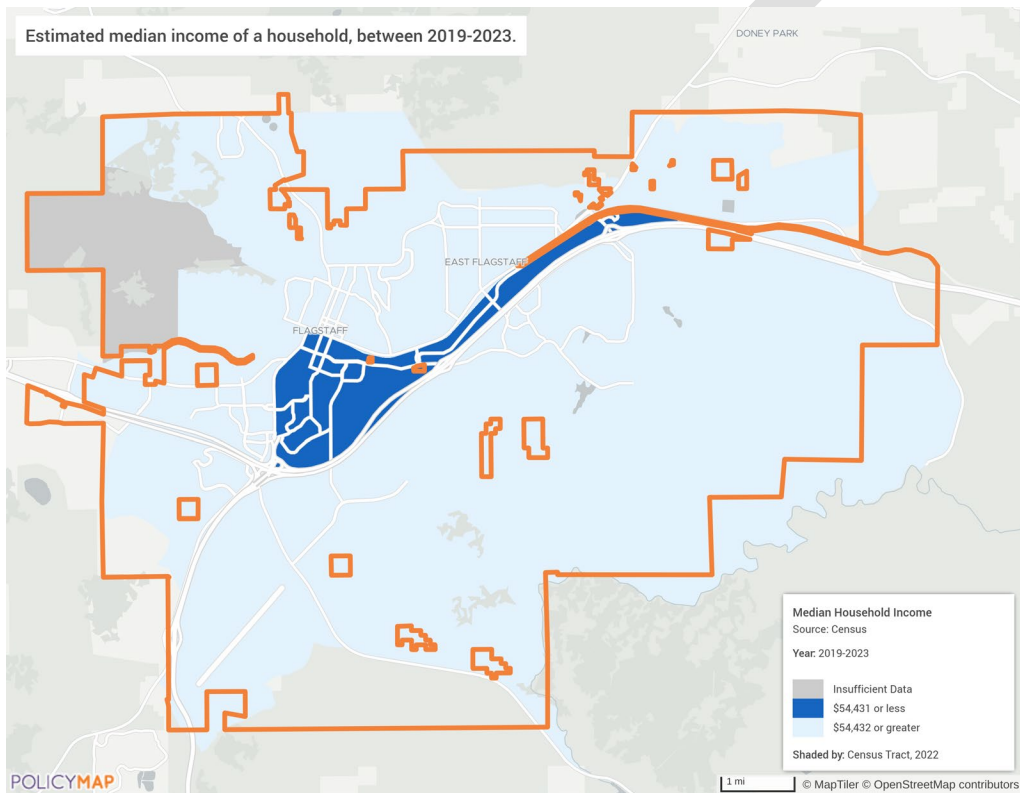 Estimated median income of a household, between 2019-2023.
DONEY PARK
EAST FLAGSTAFF
FLAGSTAFF
Median Household Income
Source: Census
Year: 2019-2023
Insufficient Data
$54,431 or less
$54,432 or greater
Shaded by: Census Tract, 2022
POLICYMAP
1 mi
© MapTiler © OpenStreetMap contributors